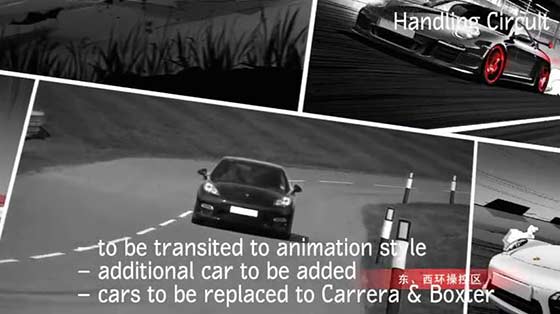 Handling Circuit
– to be transited to animation style
– additional car to be added
东、西环操控区
– cars to be replaced to Carrera & Boxter